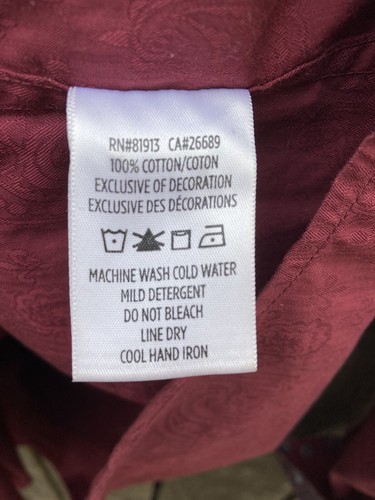 RN#81913 CA#26689
100% COTTON/COTON
EXCLUSIVE OF DECORATION
EXCLUSIVE DES DÉCORATIONS
MACHINE WASH COLD WATER
MILD DETERGENT
DO NOT BLEACH
LINE DRY
COOL HAND IRON